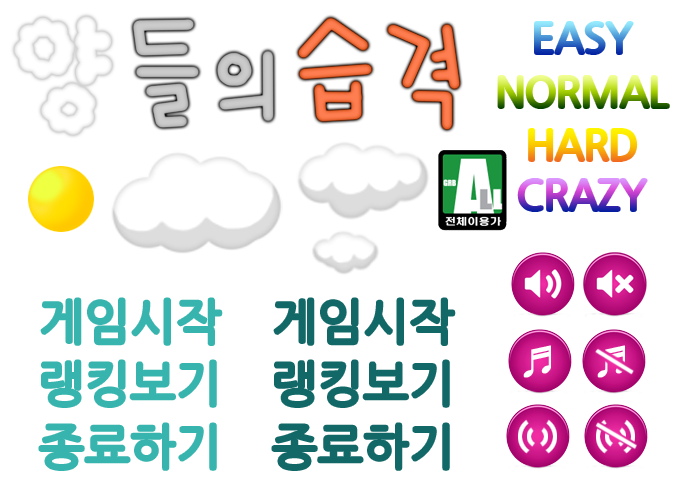 양들의 습격
EASY
NORMAL
HARD
CRAZY
GRB
ALL
전체이용가
게임시작
게임시작
랭킹보기
랭킹보기
종료하기
종료하기